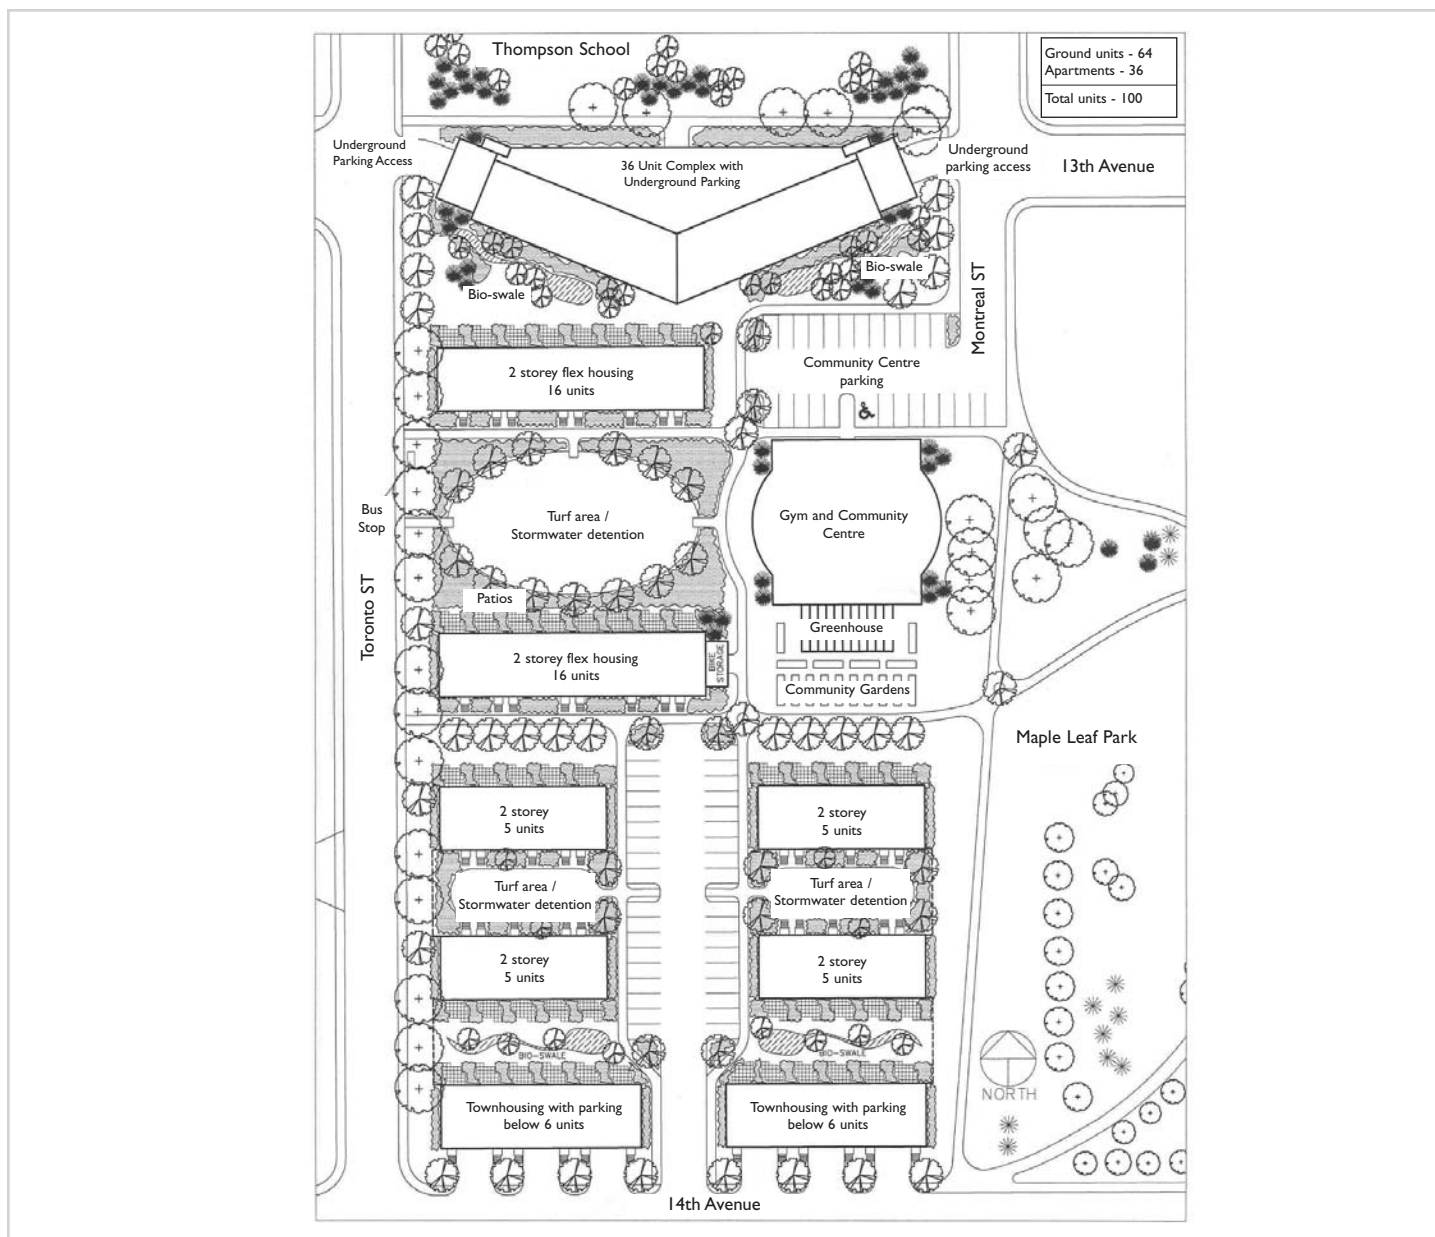 Thompson School
Ground units - 64
Apartments - 36
Total units - 100
Underground
Parking Access
36 Unit Complex with
Underground Parking
Underground
parking access
13th Avenue
Bio-swale
Bio-swale
Montreal ST
Community Centre
parking
2 storey flex housing
16 units
Bus
Stop
Turf area /
Stormwater detention
Gym and Community
Centre
Patios
Toronto ST
Greenhouse
2 storey flex housing
16 units
BIKE
STORAGE
Community Gardens
Maple Leaf Park
2 storey
5 units
2 storey
5 units
Turf area /
Stormwater detention
Turf area /
Stormwater detention
2 storey
5 units
2 storey
5 units
BIO-SWALE
BIO-SWALE
NORTH
Townhousing with parking
below 6 units
Townhousing with parking
below 6 units
14th Avenue